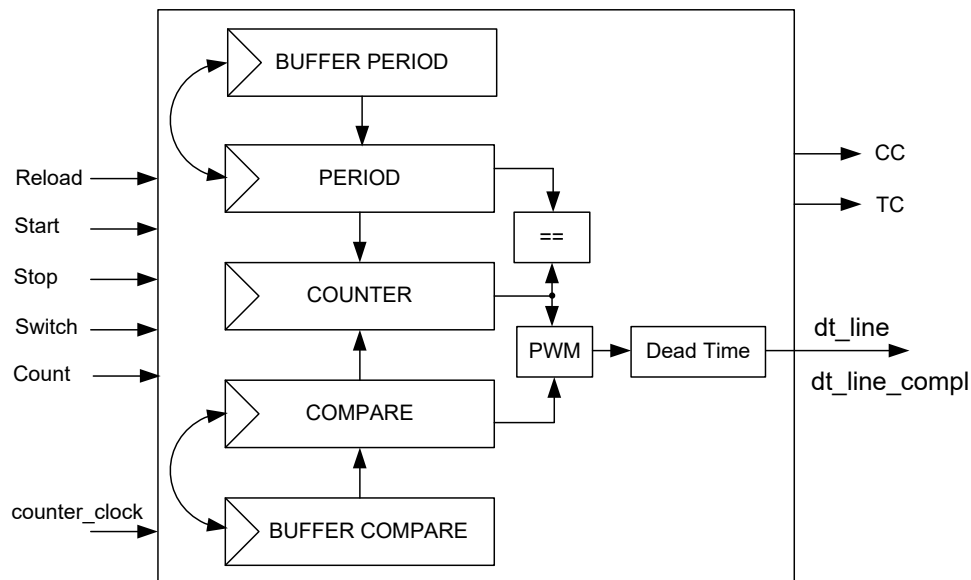 BUFFER PERIOD
PERIOD
==
COUNTER
PWM
Dead Time
COMPARE
BUFFER COMPARE
Reload
Start
Stop
Switch
Count
counter_clock
CC
TC
dt_line
dt_line_compl